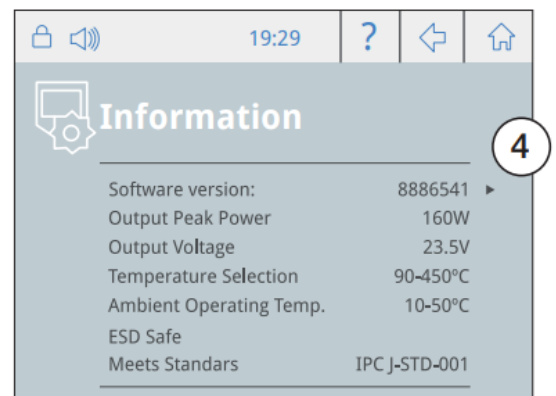 19:29 ?
Information
4
Software version: 8886541
Output Peak Power 160W
Output Voltage 23.5V
Temperature Selection 90-450ºC
Ambient Operating Temp. 10-50ºC
ESD Safe
Meets Standars IPC J-STD-001